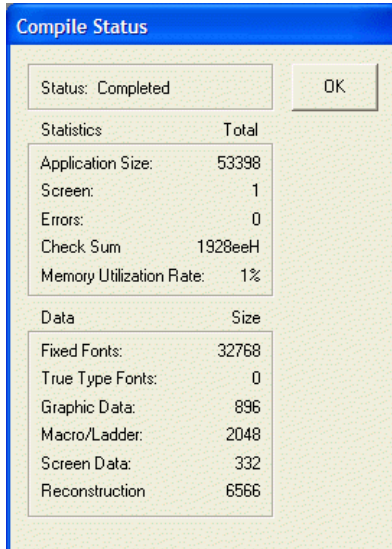 Compile Status
Status: Completed
OK
Statistics Total
Application Size: 53398
Screen: 1
Errors: 0
Check Sum 1928eeH
Memory Utilization Rate: 1%
Data Size
Fixed Fonts: 32768
True Type Fonts: 0
Graphic Data: 896
Macro/Ladder: 2048
Screen Data: 332
Reconstruction 6566